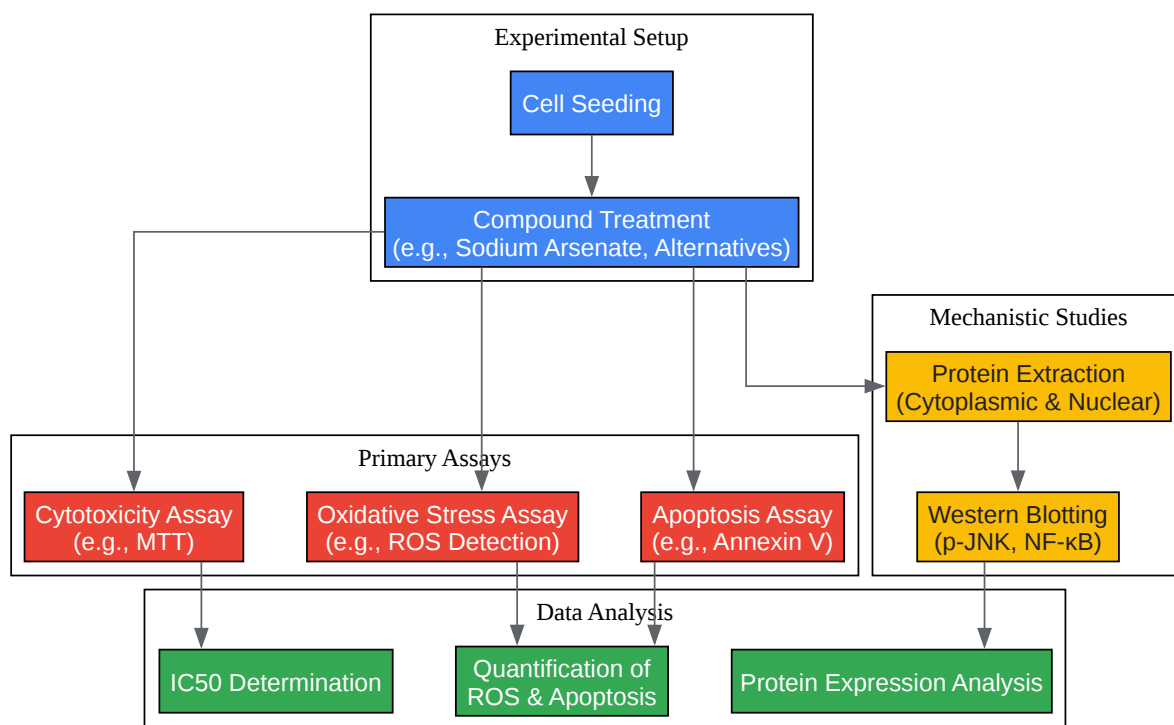 Experimental Setup
Cell Seeding
Compound Treatment
(e.g., Sodium Arsenate, Alternatives)
Mechanistic Studies
Protein Extraction
(Cytoplasmic & Nuclear)
Primary Assays
Cytotoxicity Assay
(e.g., MTT)
Oxidative Stress Assay
(e.g., ROS Detection)
Apoptosis Assay
(e.g., Annexin V)
Western Blotting
(p-JNK, NF-κB)
Data Analysis
IC50 Determination
Quantification of
ROS & Apoptosis
Protein Expression Analysis